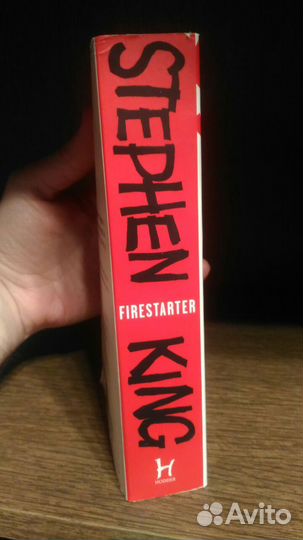 STEPHEN
FIRESTARTER
KING
H
HODDER
Avito